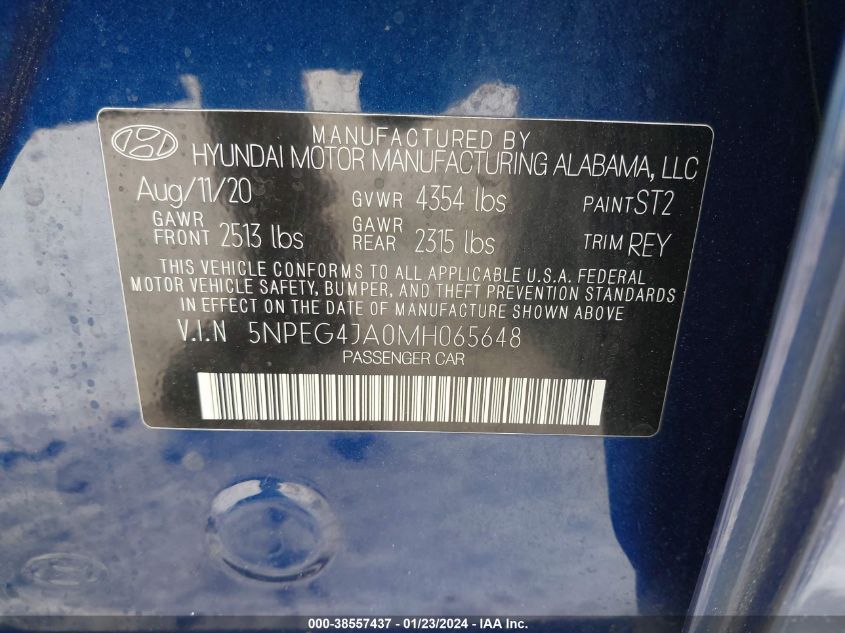 MANUFACTURED BY
HYUNDAI MOTOR MANUFACTURING ALABAMA, LLC
Aug/11/20 GVWR 4354 lbs PAINT ST2
GAWR FRONT 2513 lbs GAWR REAR 2315 lbs TRIM REY
THIS VEHICLE CONFORMS TO ALL APPLICABLE U.S.A. FEDERAL
MOTOR VEHICLE SAFETY, BUMPER, AND THEFT PREVENTION STANDARDS
IN EFFECT ON THE DATE OF MANUFACTURE SHOWN ABOVE
V.I.N 5NPEG4JA0MH065648
PASSENGER CAR
000-38557437 - 01/23/2024 - IAA Inc.